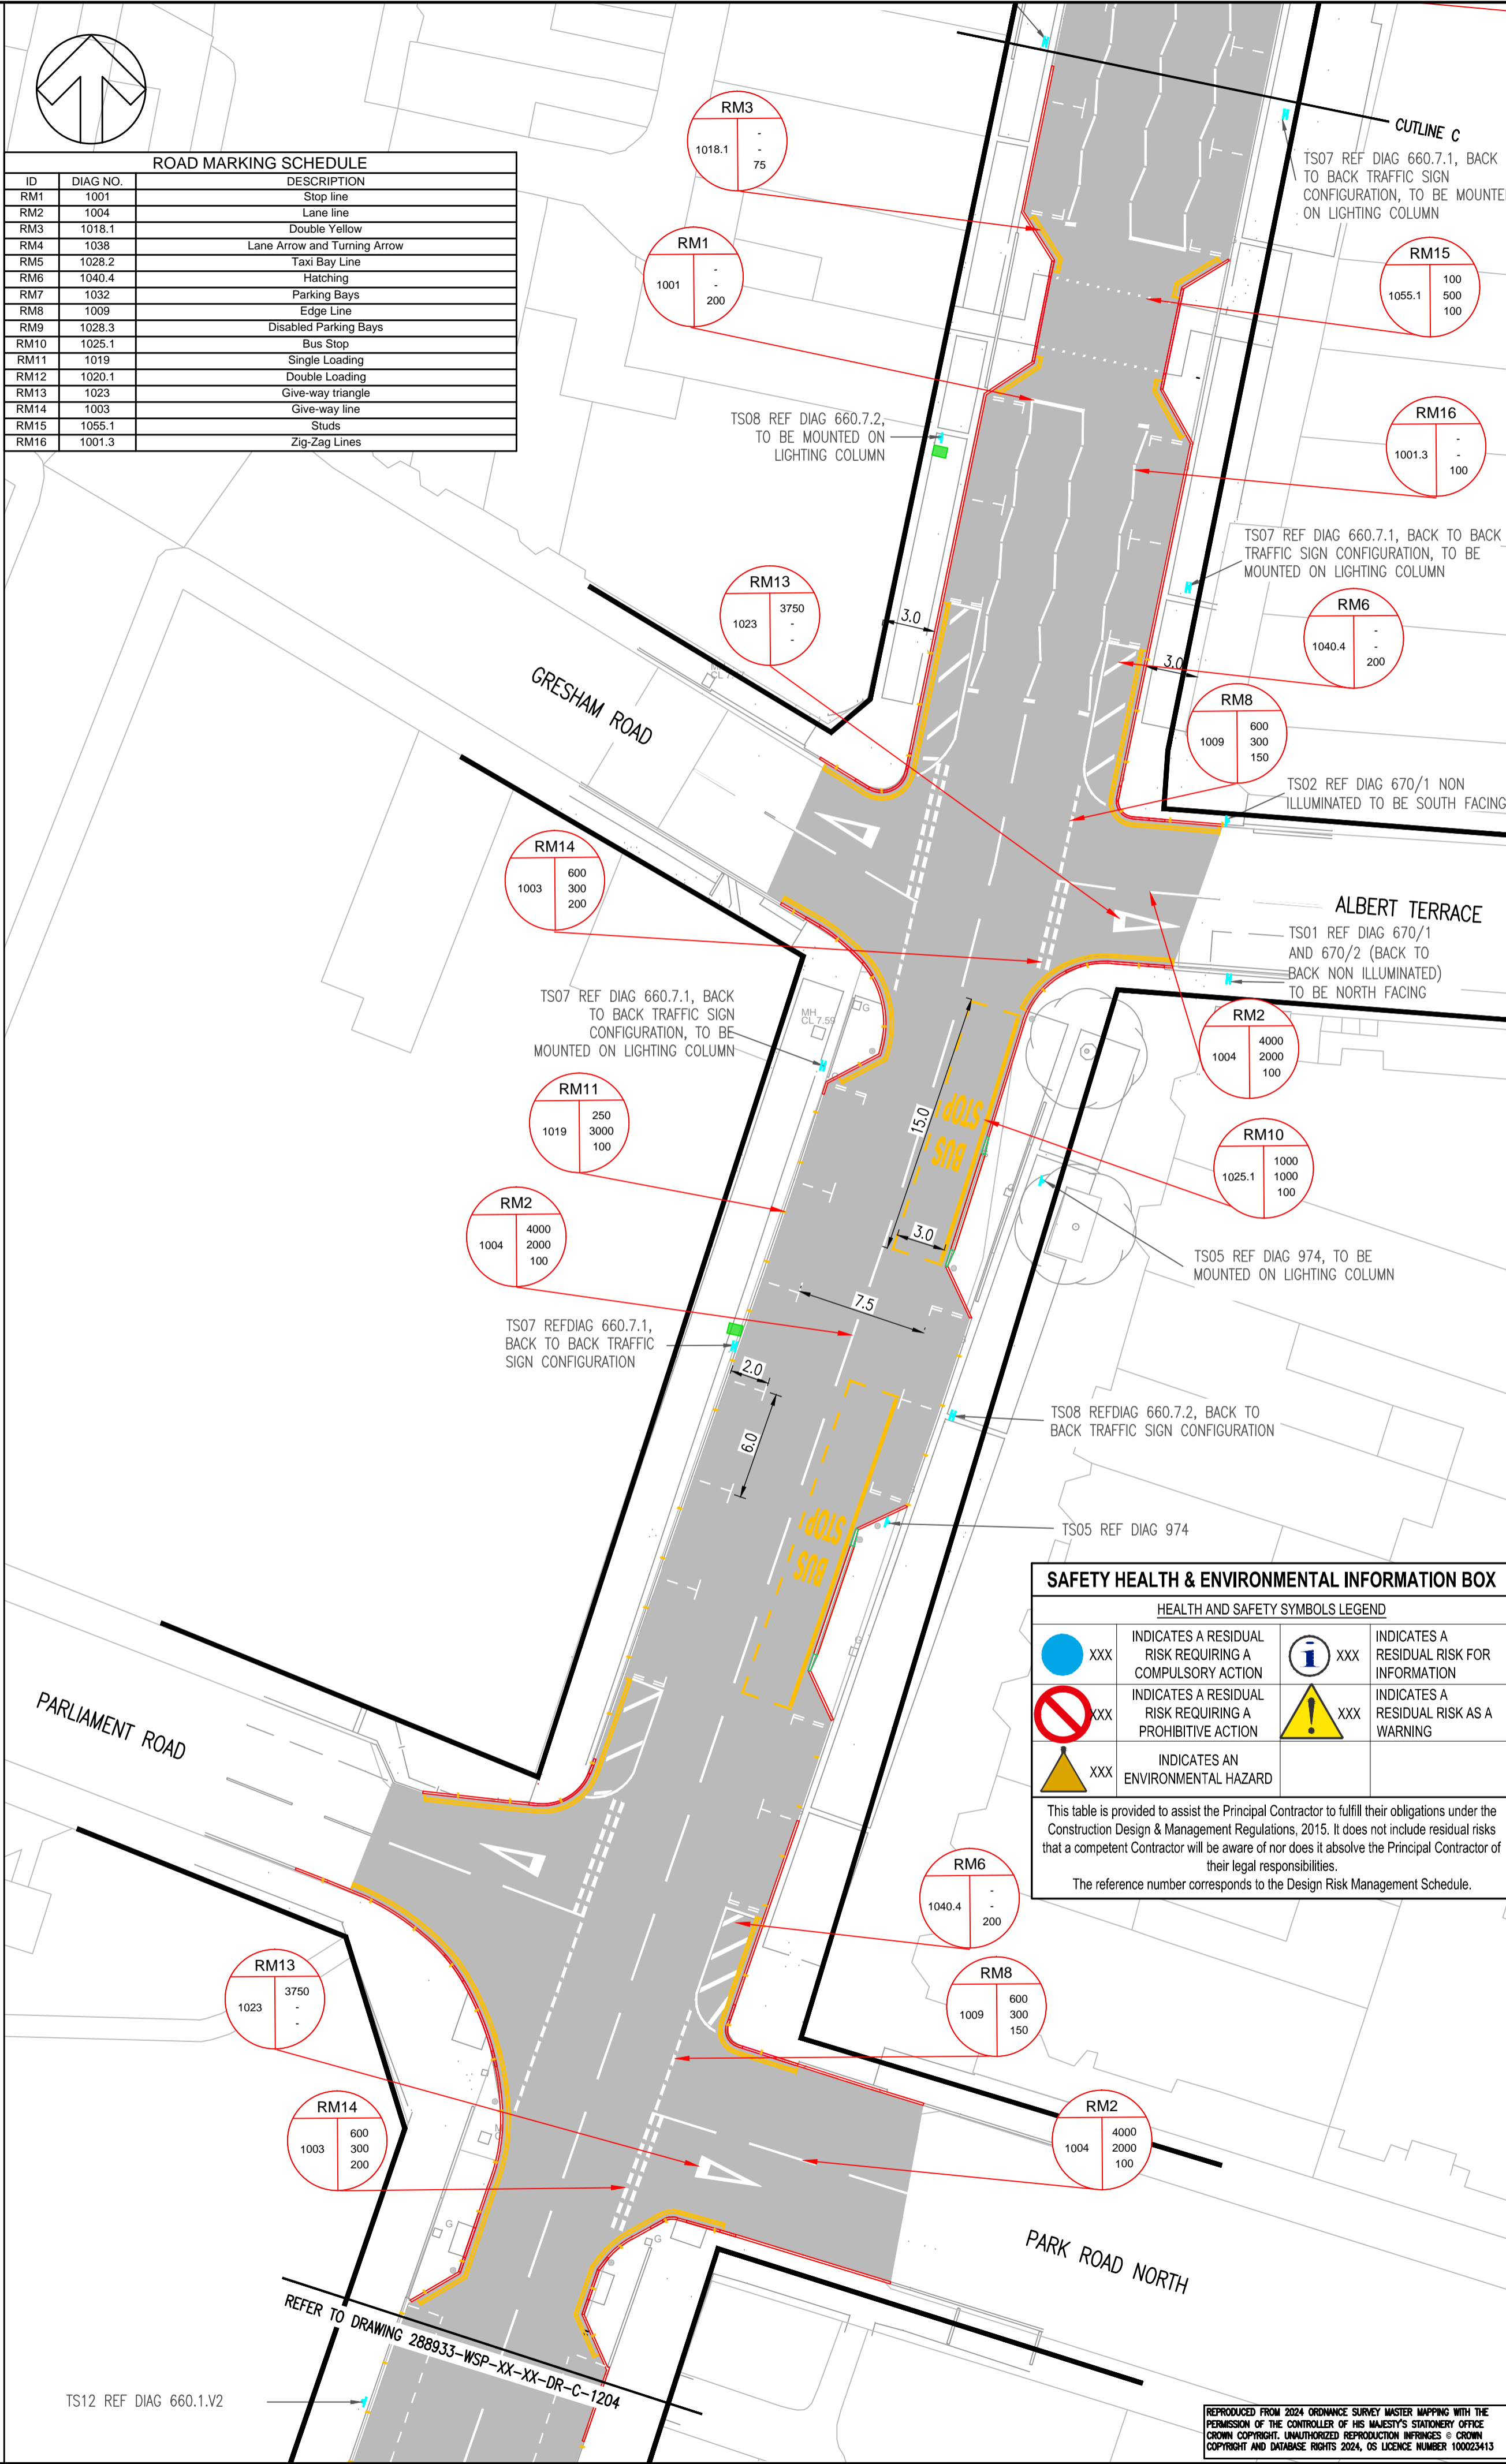 ROAD MARKING SCHEDULE
ID DIAG NO. DESCRIPTION
RM1 1001 Stop line
RM2 1004 Lane line
RM3 1018.1 Double Yellow
RM4 1038 Lane Arrow and Turning Arrow
RM5 1028.2 Taxi Bay Line
RM6 1040.4 Hatching
RM7 1032 Parking Bays
RM8 1009 Edge Line
RM9 1028.3 Disabled Parking Bays
RM10 1025.1 Bus Stop
RM11 1019 Single Loading
RM12 1020.1 Double Loading
RM13 1023 Give-way triangle
RM14 1003 Give-way line
RM15 1055.1 Studs
RM16 1001.3 Zig-Zag Lines
CUTLINE C
RM3
1018.1
-
-
75
TS07 REF DIAG 660.7.1, BACK
TO BACK TRAFFIC SIGN
CONFIGURATION, TO BE MOUNTE
ON LIGHTING COLUMN
RM1
1001
-
-
200
RM15
1055.1
100
500
100
TS08 REF DIAG 660.7.2,
TO BE MOUNTED ON
LIGHTING COLUMN
RM16
1001.3
-
-
100
TS07 REF DIAG 660.7.1, BACK TO BACK
TRAFFIC SIGN CONFIGURATION, TO BE
MOUNTED ON LIGHTING COLUMN
RM13
1023
3750
-
-
3.0
RM6
1040.4
-
-
200
3.0
GRESHAM ROAD
RM8
1009
600
300
150
TS02 REF DIAG 670/1 NON
ILLUMINATED TO BE SOUTH FACING
RM14
1003
600
300
200
ALBERT TERRACE
TS01 REF DIAG 670/1
AND 670/2 (BACK TO
BACK NON ILLUMINATED)
TO BE NORTH FACING
TS07 REF DIAG 660.7.1, BACK
TO BACK TRAFFIC SIGN
CONFIGURATION, TO BE
MOUNTED ON LIGHTING COLUMN
MH
CL 7.59
G
RM2
1004
4000
2000
100
RM11
1019
250
3000
100
15.0
BUS
STOP
RM10
1025.1
1000
1000
100
G
RM2
1004
4000
2000
100
3.0
TS05 REF DIAG 974, TO BE
MOUNTED ON LIGHTING COLUMN
7.5
TS07 REFDIAG 660.7.1,
BACK TO BACK TRAFFIC
SIGN CONFIGURATION
2.0
6.0
TS08 REFDIAG 660.7.2, BACK TO
BACK TRAFFIC SIGN CONFIGURATION
BUS
STOP
TS05 REF DIAG 974
G
SAFETY HEALTH & ENVIRONMENTAL INFORMATION BOX
HEALTH AND SAFETY SYMBOLS LEGEND
XXX
INDICATES A RESIDUAL
RISK REQUIRING A
COMPULSORY ACTION
i XXX
INDICATES A
RESIDUAL RISK FOR
INFORMATION
XXX
INDICATES A RESIDUAL
RISK REQUIRING A
PROHIBITIVE ACTION
! XXX
INDICATES A
RESIDUAL RISK AS A
WARNING
XXX
INDICATES AN
ENVIRONMENTAL HAZARD
This table is provided to assist the Principal Contractor to fulfill their obligations under the
Construction Design & Management Regulations, 2015. It does not include residual risks
that a competent Contractor will be aware of nor does it absolve the Principal Contractor of
their legal responsibilities.
The reference number corresponds to the Design Risk Management Schedule.
PARLIAMENT ROAD
RM6
1040.4
-
-
200
RM13
1023
3750
-
-
RM8
1009
600
300
150
RM14
1003
600
300
200
RM2
1004
4000
2000
100
G
G
PARK ROAD NORTH
REFER TO DRAWING 288933-WSP-XX-XX-DR-C-1204
TS12 REF DIAG 660.1.V2
REPRODUCED FROM 2024 ORDNANCE SURVEY MASTER MAPPING WITH THE
PERMISSION OF THE CONTROLLER OF HIS MAJESTY'S STATIONERY OFFICE
CROWN COPYRIGHT. UNAUTHORIZED REPRODUCTION INFRINGES © CROWN
COPYRIGHT AND DATABASE RIGHTS 2024, OS LICENCE NUMBER 100023413